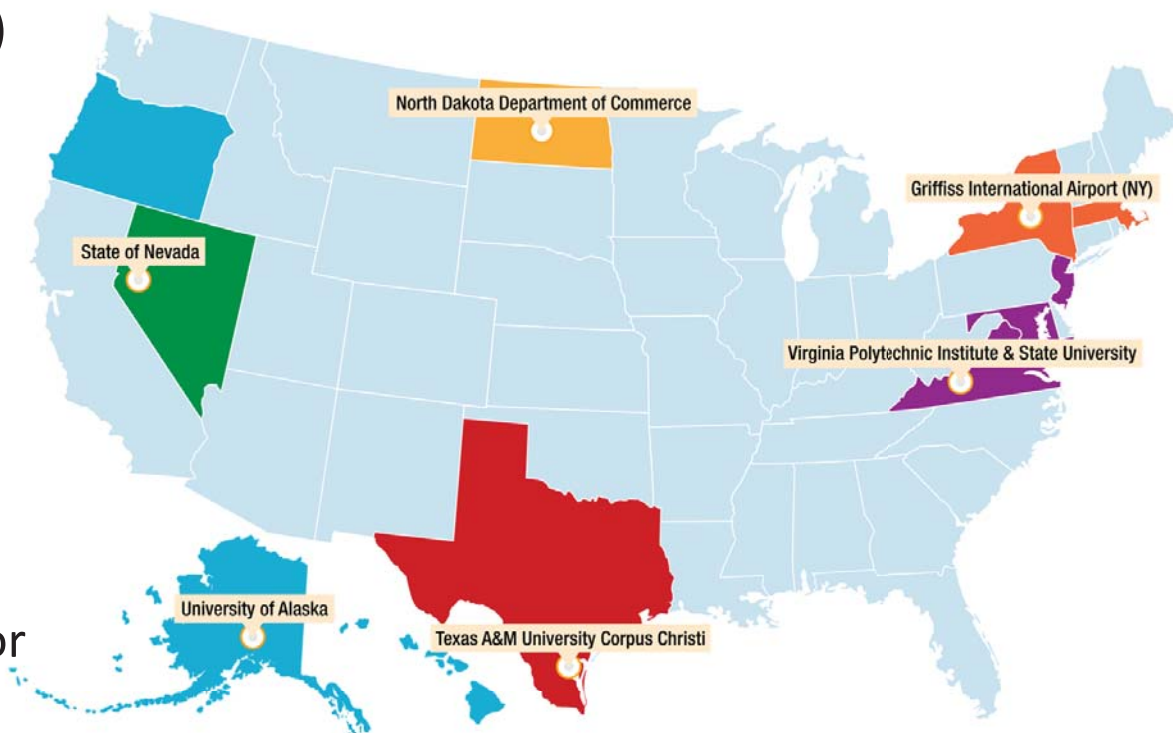 )
North Dakota Department of Commerce
Griffiss International Airport (NY)
State of Nevada
Virginia Polytechnic Institute & State University
University of Alaska
Texas A&M University Corpus Christi
or